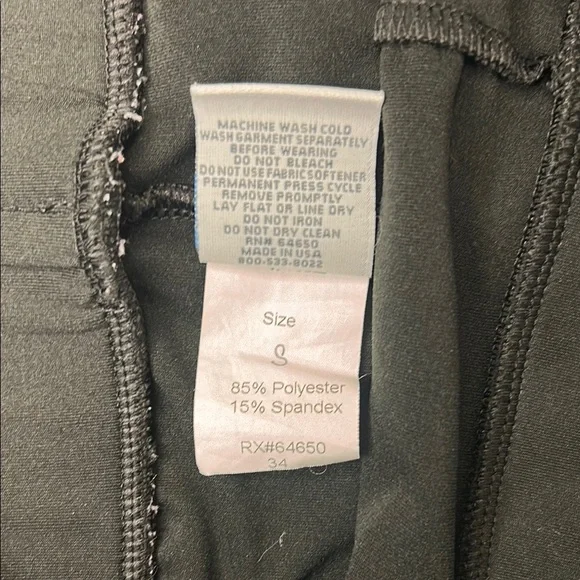 MACHINE WASH COLD
WASH GARMENT SEPARATELY
BEFORE WEARING
DO NOT BLEACH
DO NOT USE FABRIC SOFTENER
PERMANENT PRESS CYCLE
REMOVE PROMPTLY
LAY FLAT OR LINE DRY
DO NOT IRON
DO NOT DRY CLEAN
RN# 64650
MADE IN USA
800-533-8022
Size
S
85% Polyester
15% Spandex
RX#64650
34